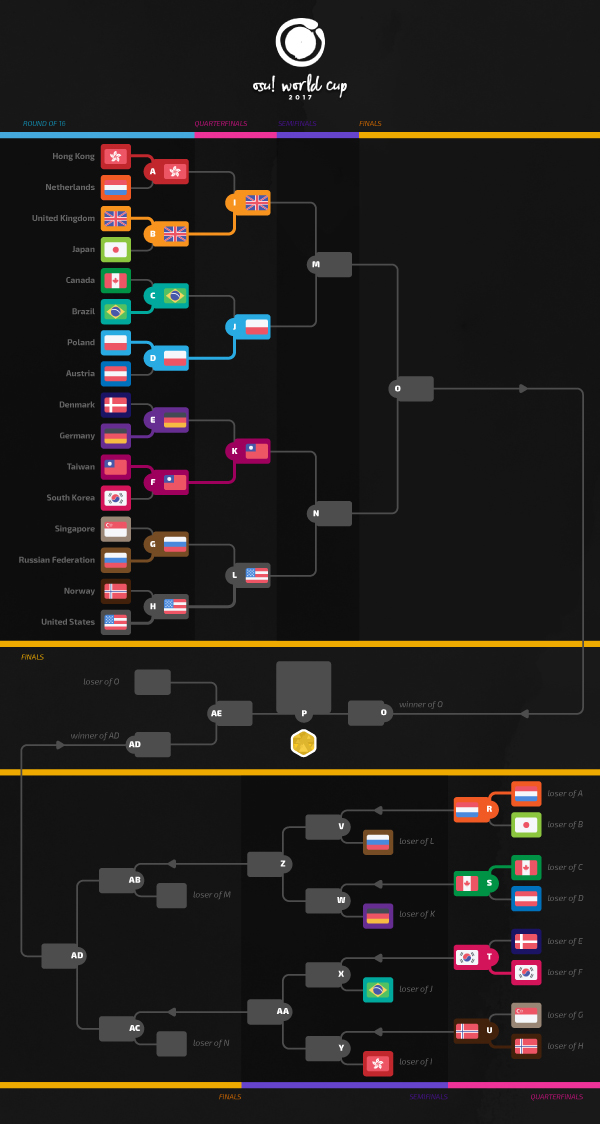 osu! world cup
2017
ROUND OF 16
QUARTERFINALS
SEMIFINALS
FINALS
Hong Kong
A
Netherlands
I
United Kingdom
B
Japan
M
Canada
C
Brazil
J
Poland
D
Austria
O
Denmark
E
Germany
K
Taiwan
F
South Korea
N
Singapore
G
Russian Federation
L
Norway
H
United States
FINALS
loser of O
AE
P
O
winner of O
winner of AD
AD
R
loser of A
loser of B
V
loser of L
Z
S
loser of C
loser of D
AB
loser of M
W
loser of K
AD
T
loser of E
loser of F
X
loser of J
AA
U
loser of G
loser of H
AC
loser of N
Y
loser of I
FINALS
SEMIFINALS
QUARTERFINALS